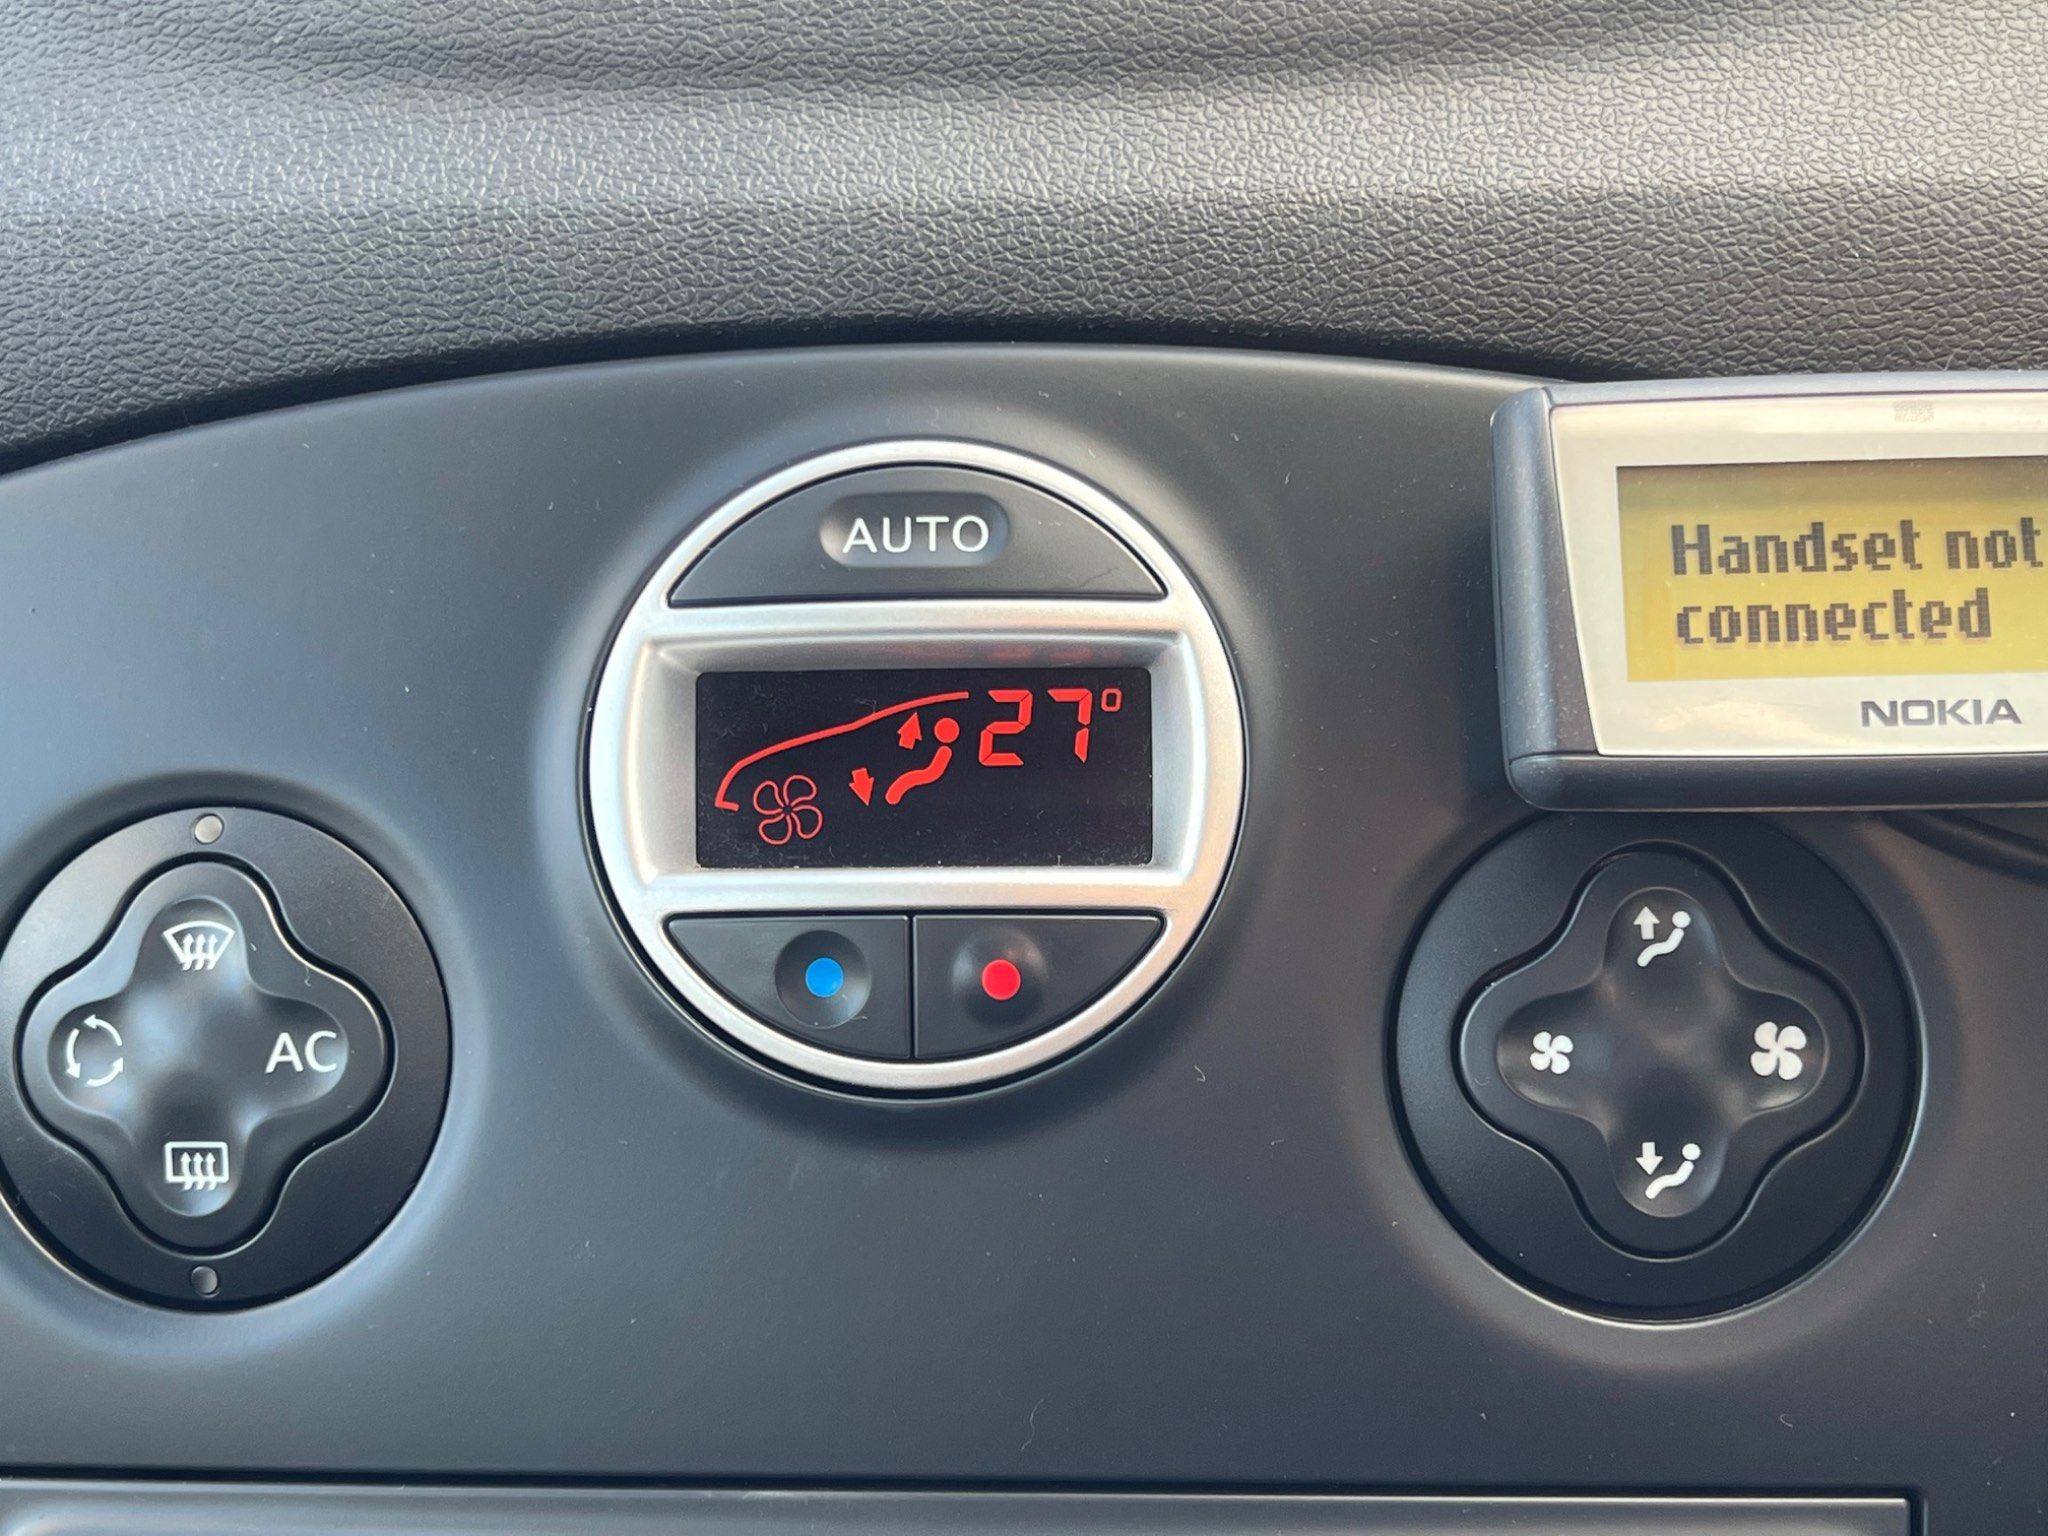 AUTO
27°
AC
Handset not
connected
NOKIA